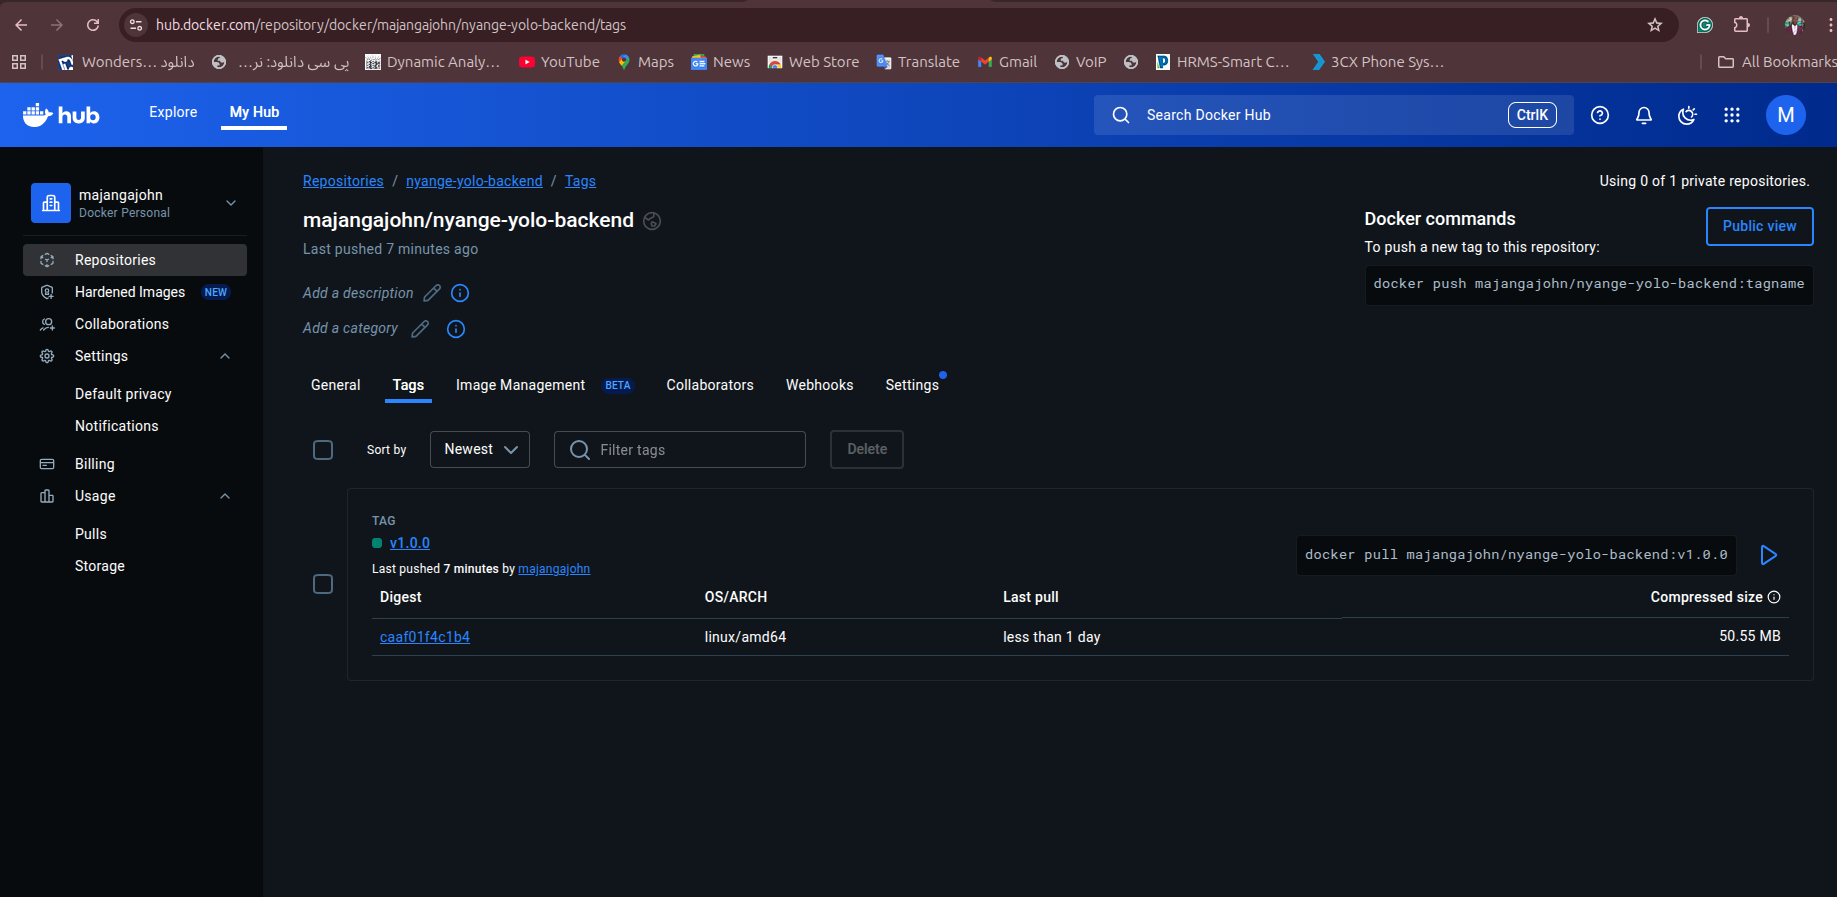 hub.docker.com/repository/docker/majangajohn/nyange-yolo-backend/tags
Wonders... دانلود
پی سی دانلود: نر...
Dynamic Analy...
YouTube
Maps
News
Web Store
Translate
Gmail
VoIP
HRMS-Smart C...
3CX Phone Sys...
All Bookmarks
hub
Explore
My Hub
Search Docker Hub
CtrlK
M
majangajohn
Docker Personal
Repositories
Hardened Images NEW
Collaborations
Settings
Default privacy
Notifications
Billing
Usage
Pulls
Storage
Repositories / nyange-yolo-backend / Tags
Using 0 of 1 private repositories.
majangajohn/nyange-yolo-backend
Last pushed 7 minutes ago
Add a description
Add a category
Docker commands
Public view
To push a new tag to this repository:
docker push majangajohn/nyange-yolo-backend:tagname
General
Tags
Image Management BETA
Collaborators
Webhooks
Settings
Sort by
Newest
Filter tags
Delete
TAG
v1.0.0
Last pushed 7 minutes by majangajohn
docker pull majangajohn/nyange-yolo-backend:v1.0.0
Digest OS/ARCH Last pull Compressed size
caaf01f4c1b4 linux/amd64 less than 1 day 50.55 MB